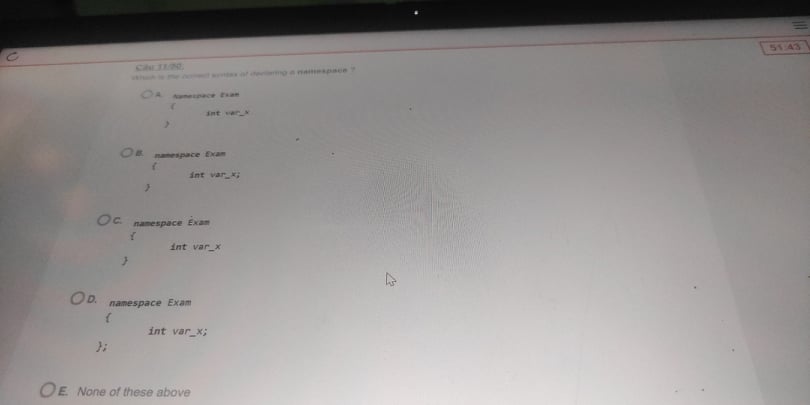 51:43
Câu 11/50.
Which is the correct syntax of declaring a namespace ?
A. Namespace Exam
{
int var_x
}
B. namespace Exam
{
int var_x;
}
C. namespace Exam
{
int var_x
}
D. namespace Exam
{
int var_x;
};
E. None of these above